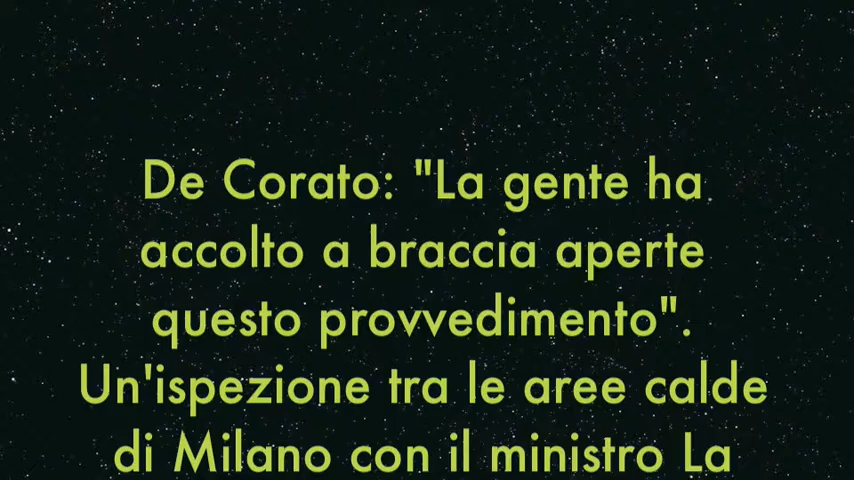 De Corato: "La gente ha
accolto a braccia aperte
questo provvedimento".
Un'ispezione tra le aree calde
di Milano con il ministro La